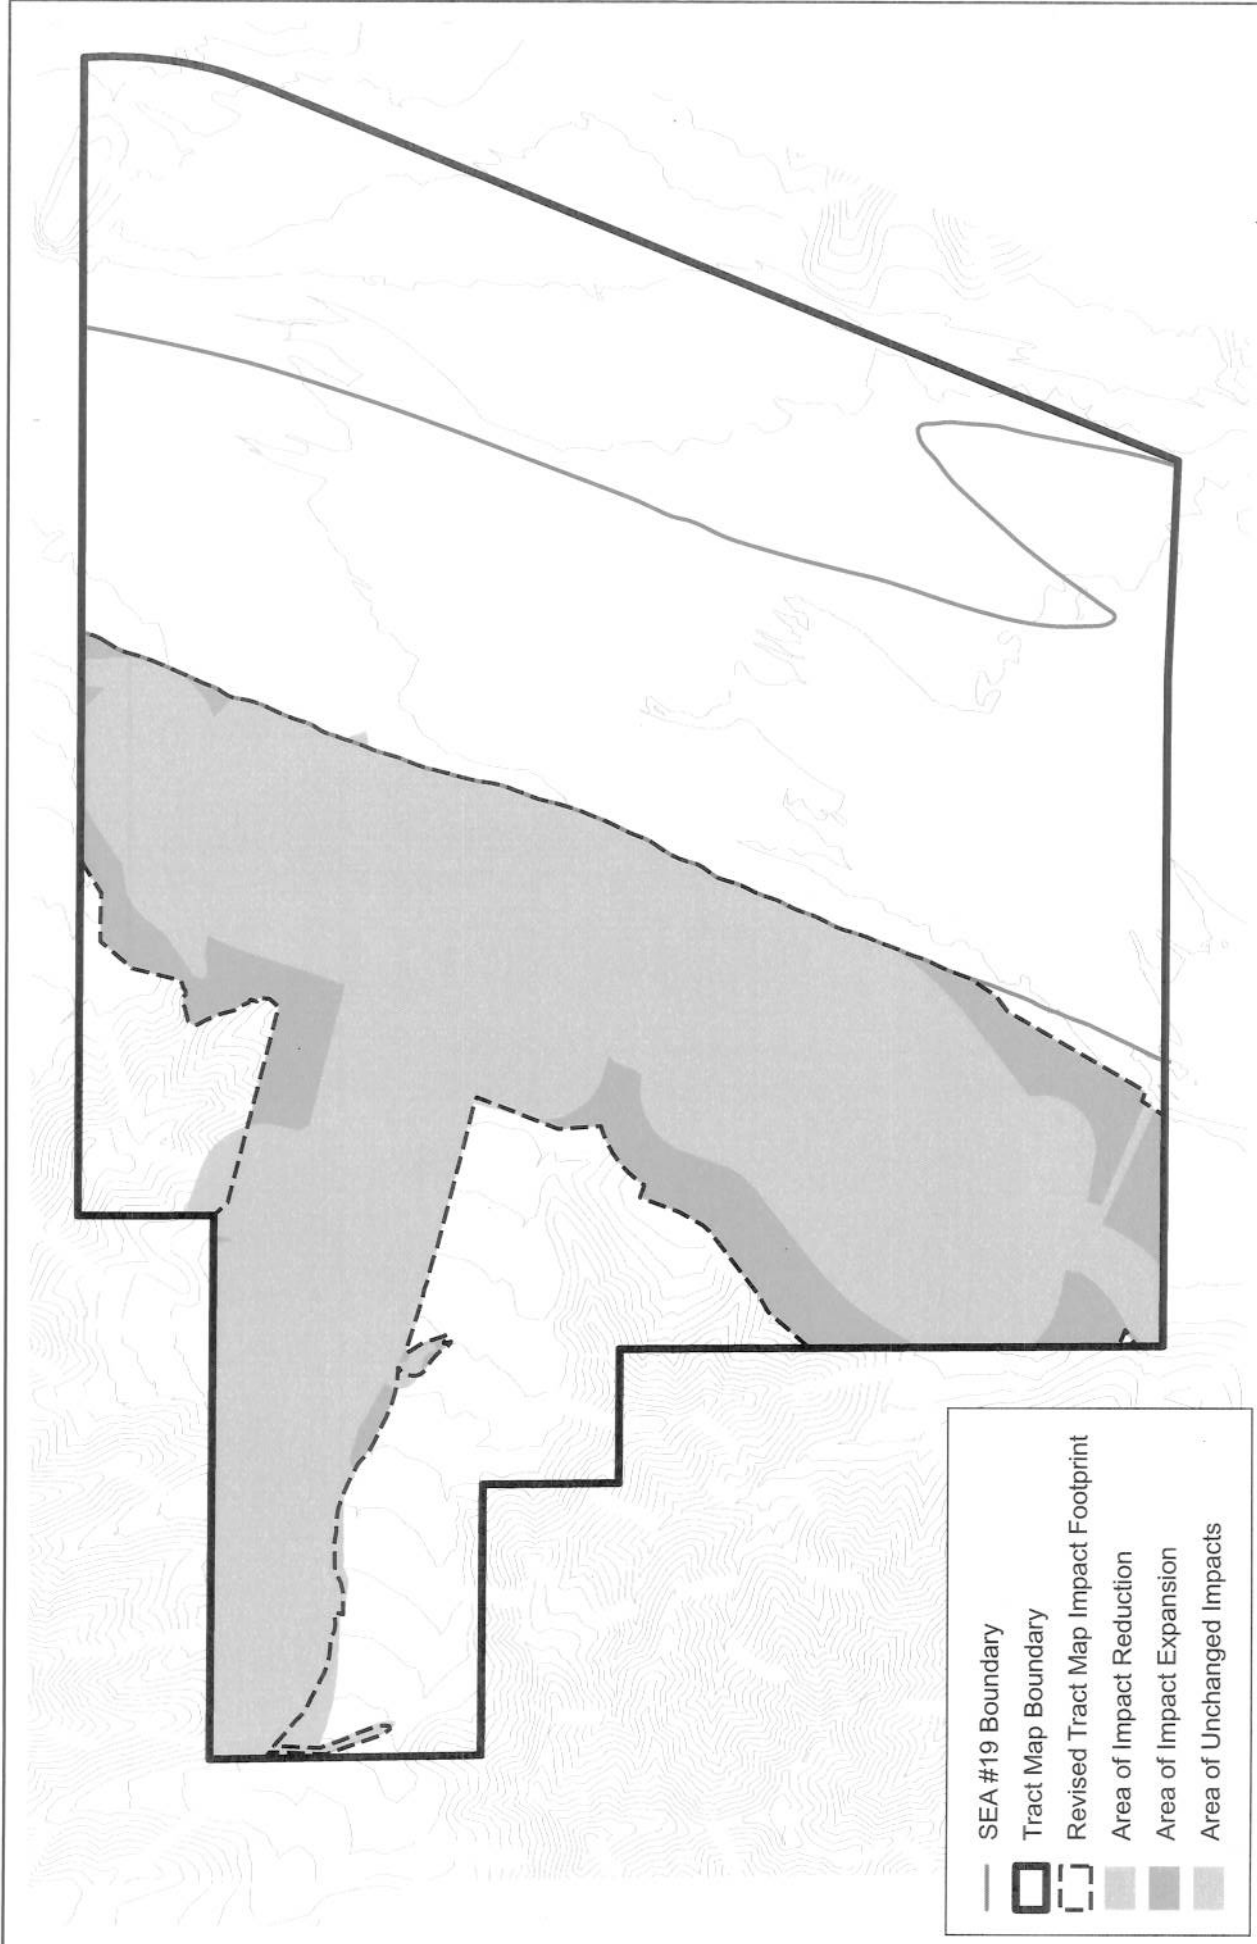 SEA #19 Boundary
Tract Map Boundary
Revised Tract Map Impact Footprint
Area of Impact Reduction
Area of Impact Expansion
Area of Unchanged Impacts